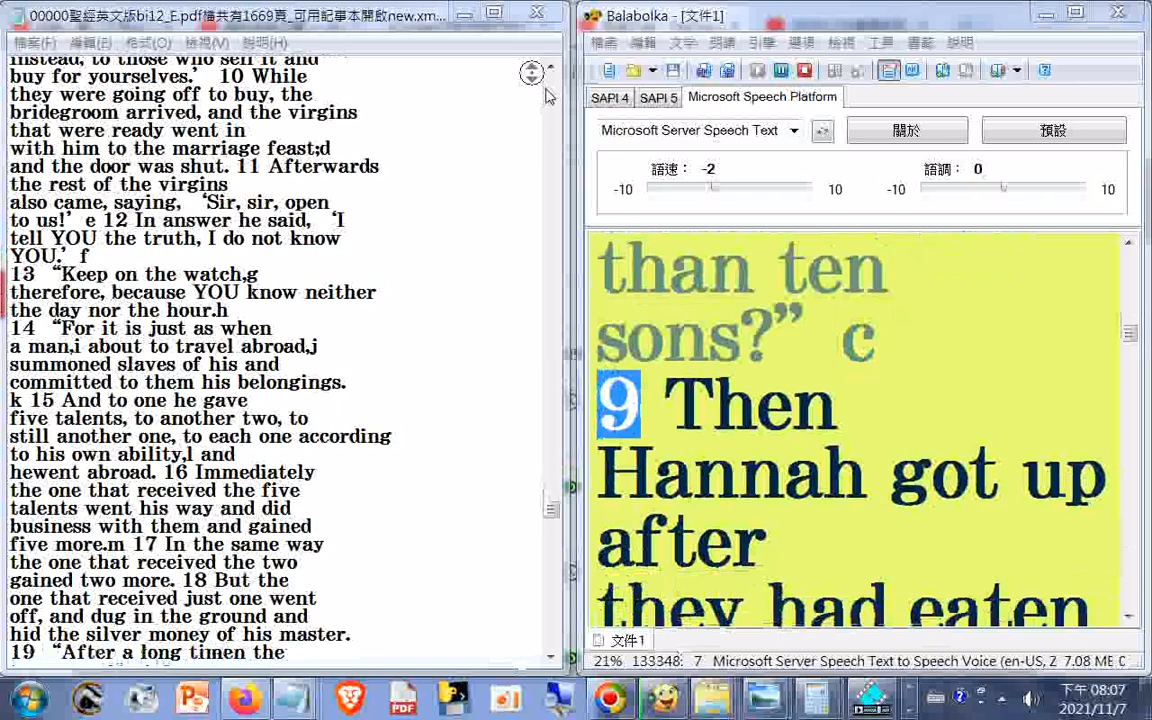 00000聖經英文版bi12_E.pdf檔共有1669頁_可用記事本開啟new.xm...
檔案(F) 編輯(E) 格式(O) 檢視(V) 說明(H)
instead, to those who sell it and
buy for yourselves.’ 10 While
they were going off to buy, the
bridegroom arrived, and the virgins
that were ready went in
with him to the marriage feast;d
and the door was shut. 11 Afterwards
the rest of the virgins
also came, saying, ‘Sir, sir, open
to us!’ e 12 In answer he said, ‘I
tell YOU the truth, I do not know
YOU.’ f
13 “Keep on the watch,g
therefore, because YOU know neither
the day nor the hour.h
14 “For it is just as when
a man,i about to travel abroad,j
summoned slaves of his and
committed to them his belongings.
k 15 And to one he gave
five talents, to another two, to
still another one, to each one according
to his own ability,l and
hewent abroad. 16 Immediately
the one that received the five
talents went his way and did
business with them and gained
five more.m 17 In the same way
the one that received the two
gained two more. 18 But the
one that received just one went
off, and dug in the ground and
hid the silver money of his master.
19 “After a long timen the
Balabolka - [文件1]
檔案 編輯 文字 閱讀 引擎 選項 檢視 工具 書籤 說明
SAPI 4 SAPI 5 Microsoft Speech Platform
Microsoft Server Speech Text 關於 預設
語速: -2 語調: 0
-10 10 -10 10
than ten
sons?” c
9 Then
Hannah got up
after
they had eaten
文件1
21% 133348: 7 Microsoft Server Speech Text to Speech Voice (en-US, Z 7.08 ME C
PDF
下午 08:07
2021/11/7